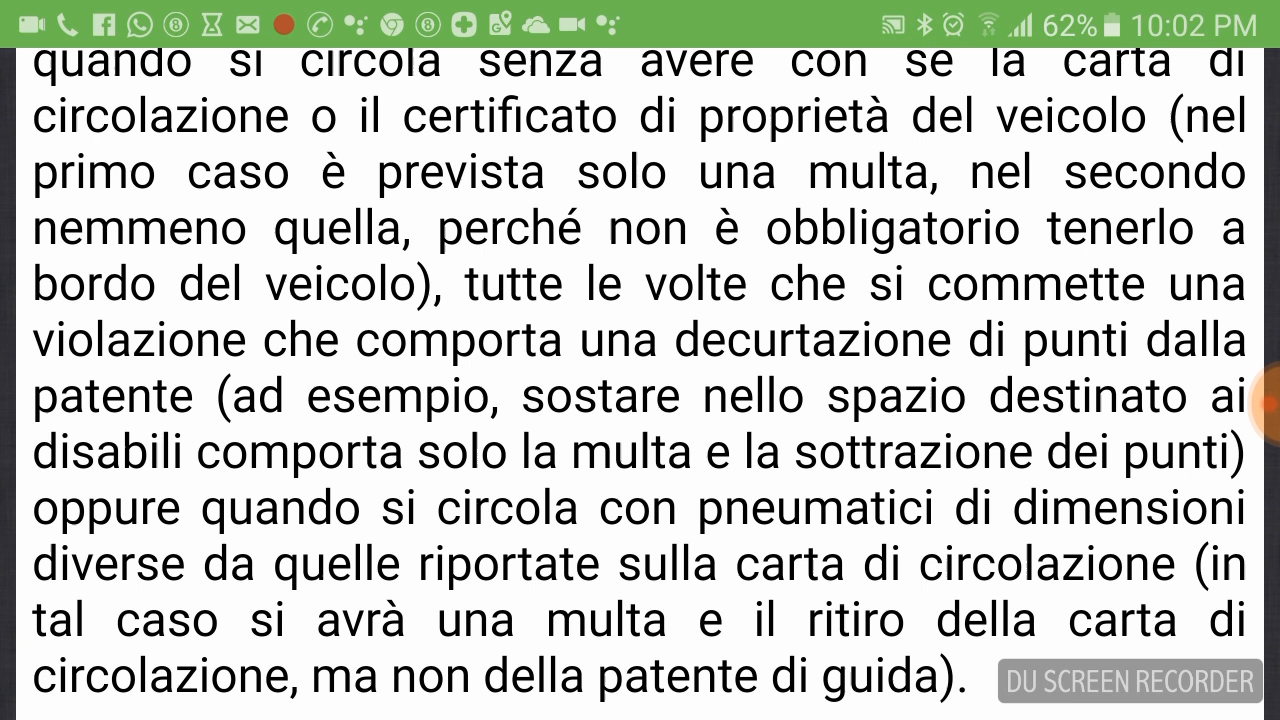 62% 10:02 PM
quando si circola senza avere con sé la carta di
circolazione o il certificato di proprietà del veicolo (nel
primo caso è prevista solo una multa, nel secondo
nemmeno quella, perché non è obbligatorio tenerlo a
bordo del veicolo), tutte le volte che si commette una
violazione che comporta una decurtazione di punti dalla
patente (ad esempio, sostare nello spazio destinato ai
disabili comporta solo la multa e la sottrazione dei punti)
oppure quando si circola con pneumatici di dimensioni
diverse da quelle riportate sulla carta di circolazione (in
tal caso si avrà una multa e il ritiro della carta di
circolazione, ma non della patente di guida).
DU SCREEN RECORDER